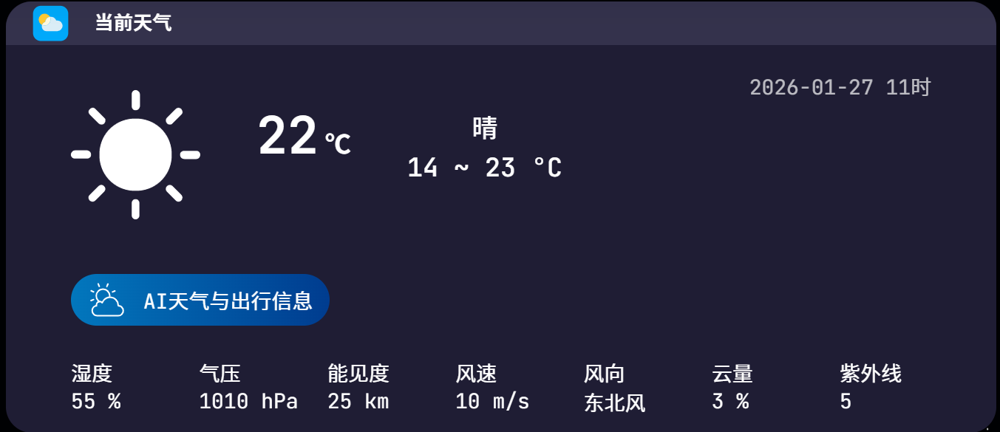 当前天气
2026-01-27 11时
22 ℃
晴
14 ~ 23 °C
AI天气与出行信息
湿度 气压 能见度 风速 风向 云量 紫外线
55 % 1010 hPa 25 km 10 m/s 东北风 3 % 5